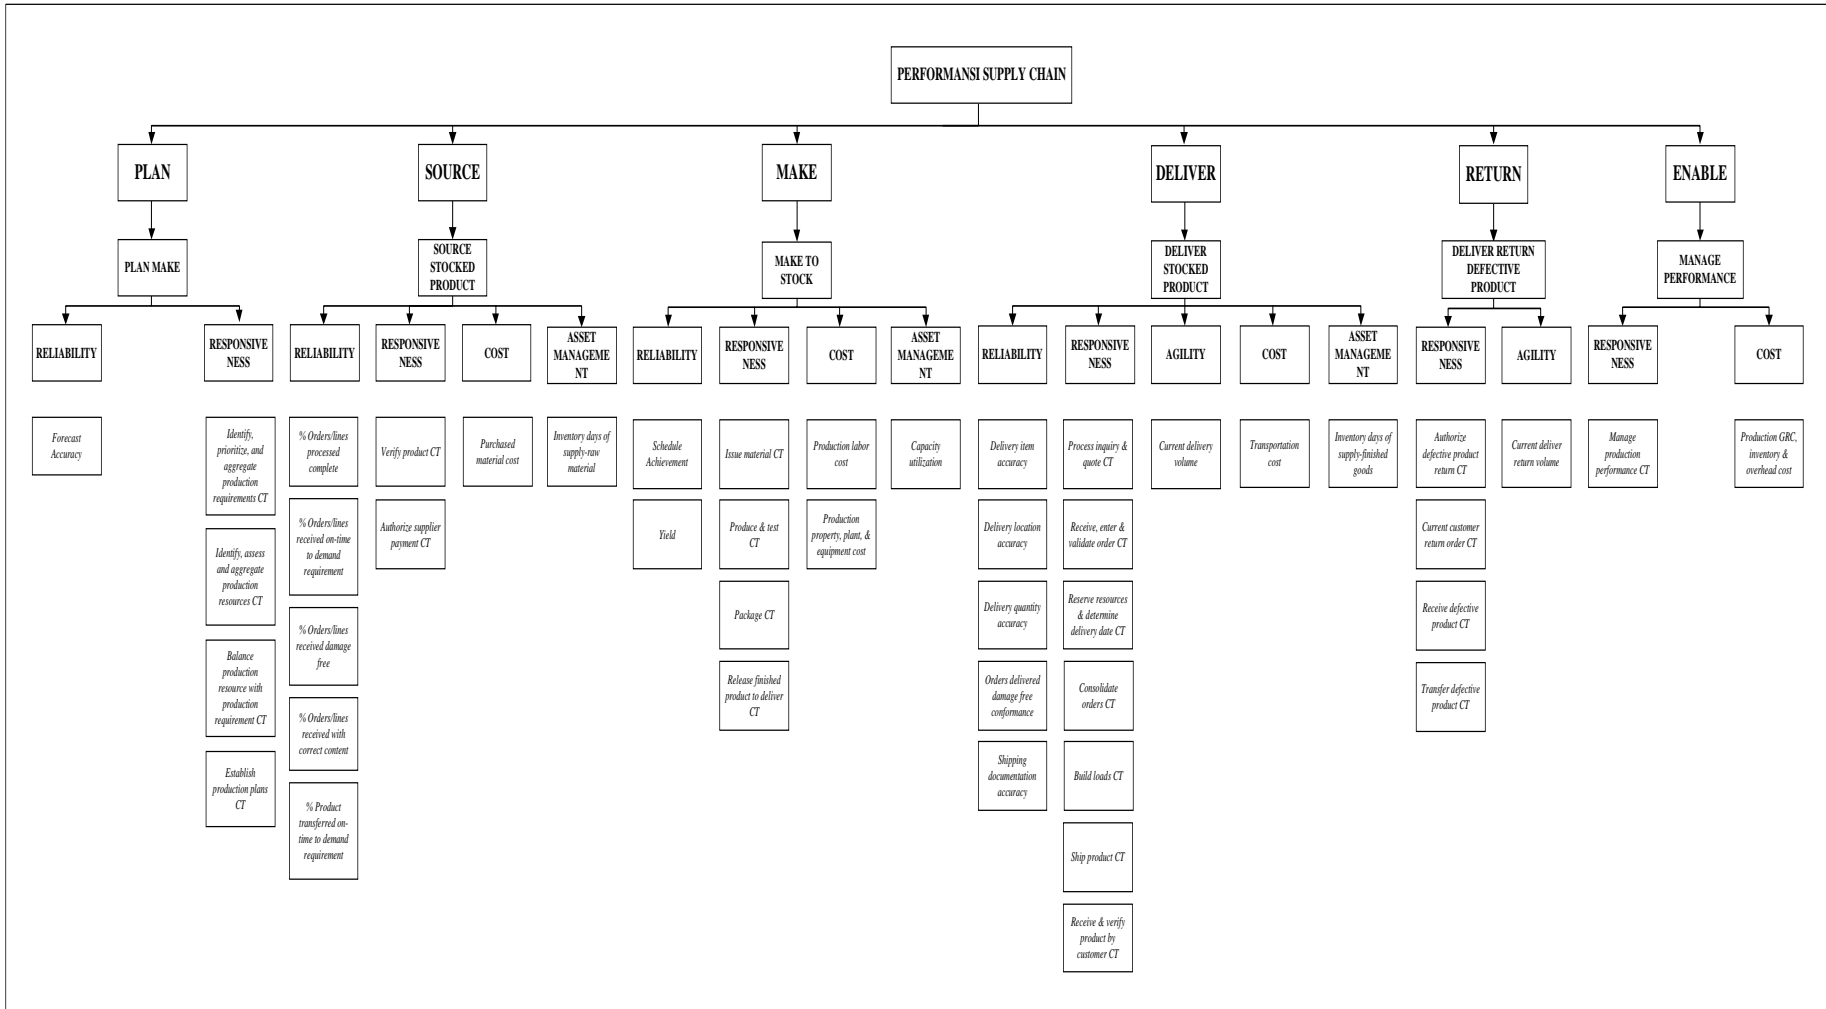 PERFORMANSI SUPPLY CHAIN
PLAN
SOURCE
MAKE
DELIVER
RETURN
ENABLE
PLAN MAKE
SOURCE
STOCKED
PRODUCT
MAKE TO
STOCK
DELIVER
STOCKED
PRODUCT
DELIVER RETURN
DEFECTIVE
PRODUCT
MANAGE
PERFORMANCE
RELIABILITY
RESPONSIVE
NESS
RELIABILITY
RESPONSIVE
NESS
COST
ASSET
MANAGEME
NT
RELIABILITY
RESPONSIVE
NESS
COST
ASSET
MANAGEME
NT
RELIABILITY
RESPONSIVE
NESS
AGILITY
COST
ASSET
MANAGEME
NT
RESPONSIVE
NESS
AGILITY
RESPONSIVE
NESS
COST
Forecast
Accuracy
Identify,
prioritize, and
aggregate
production
requirements CT
Identify, assess
and aggregate
production
resources CT
Balance
production
resource with
production
requirement CT
Establish
production plans
CT
% Orders/lines
processed
complete
% Orders/lines
received on-time
to demand
requirement
% Orders/lines
received damage
free
% Orders/lines
received with
correct content
% Product
transferred on-
time to demand
requirement
Verify product CT
Authorize supplier
payment CT
Purchased
material cost
Inventory days of
supply-raw
material
Schedule
Achievement
Yield
Issue material CT
Produce & test
CT
Package CT
Release finished
product to deliver
CT
Production labor
cost
Production
property, plant, &
equipment cost
Capacity
utilization
Delivery item
accuracy
Delivery location
accuracy
Delivery quantity
accuracy
Orders delivered
damage free
conformance
Shipping
documentation
accuracy
Process inquiry &
quote CT
Receive, enter &
validate order CT
Reserve resources
& determine
delivery date CT
Consolidate
orders CT
Build loads CT
Ship product CT
Receive & verify
product by
customer CT
Current delivery
volume
Transportation
cost
Inventory days of
supply-finished
goods
Authorize
defective product
return CT
Current customer
return order CT
Receive defective
product CT
Transfer defective
product CT
Current deliver
return volume
Manage
production
performance CT
Production GRC,
inventory &
overhead cost